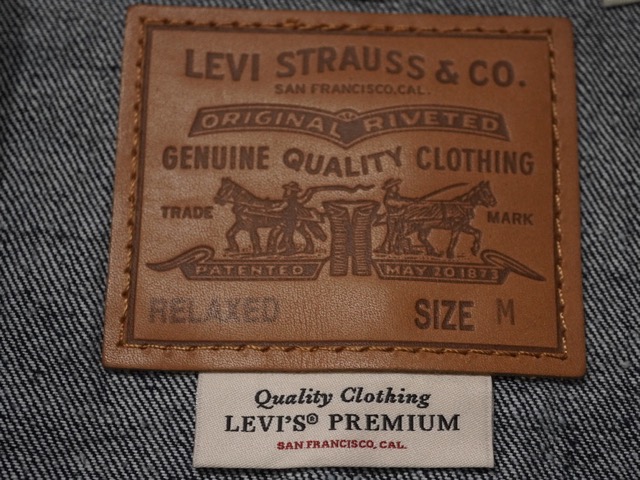 LEVI STRAUSS & CO.
SAN FRANCISCO, CAL.
ORIGINAL RIVETED
GENUINE QUALITY CLOTHING
TRADE MARK
PATENTED MAY 20 1873
RELAXED SIZE M
Quality Clothing
LEVI'S® PREMIUM
SAN FRANCISCO, CAL.